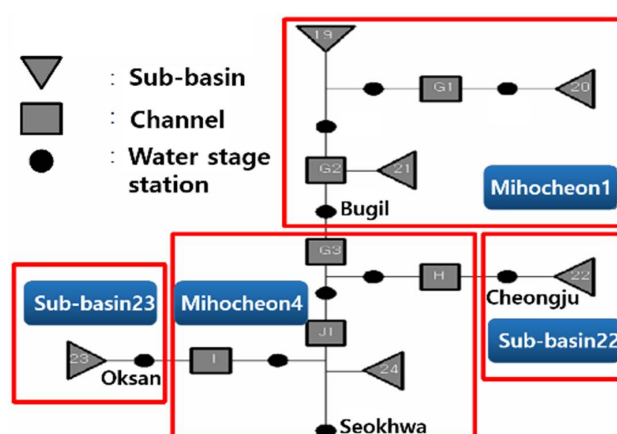 : Sub-basin
: Channel
: Water stage
station
19
G1
20
G2
21
Mihocheon1
Bugil
G3
H
22
Cheongju
Sub-basin23
Mihocheon4
Sub-basin22
J1
23
I
24
Oksan
Seokhwa